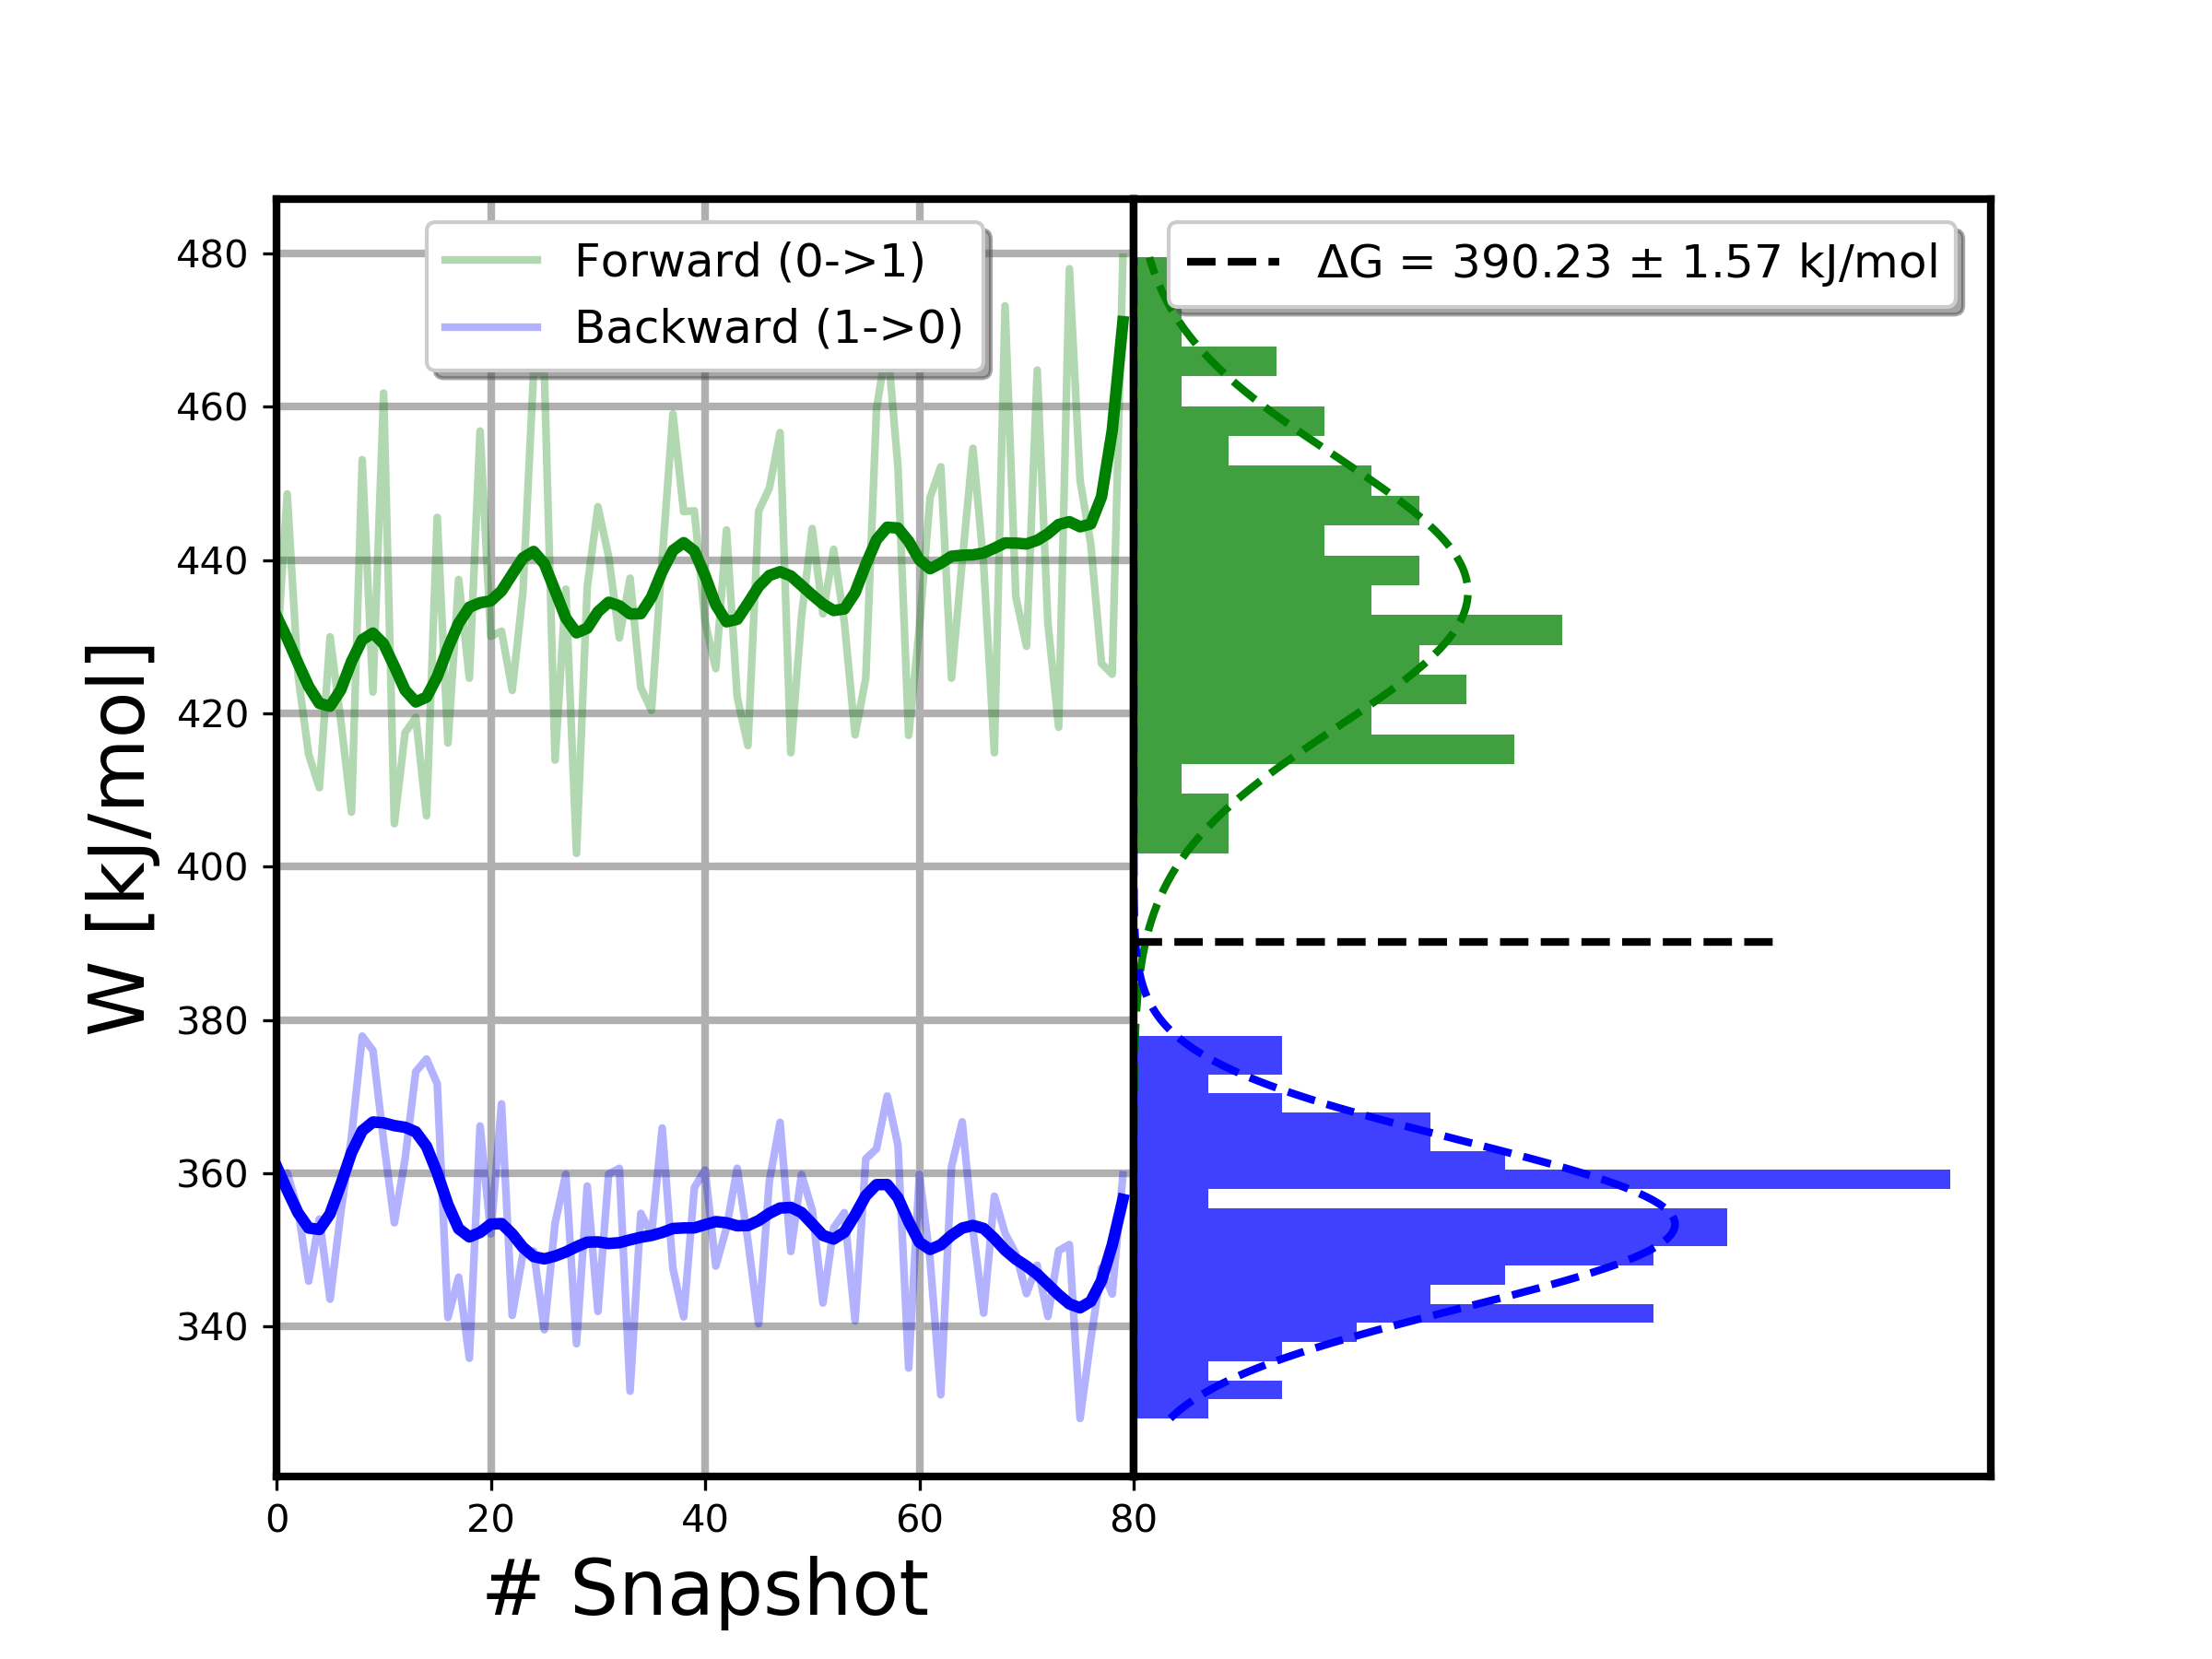 Forward (0->1)
Backward (1->0)
ΔG = 390.23 ± 1.57 kJ/mol
W [kJ/mol]
480
460
440
420
400
380
360
340
0 20 40 60 80
# Snapshot